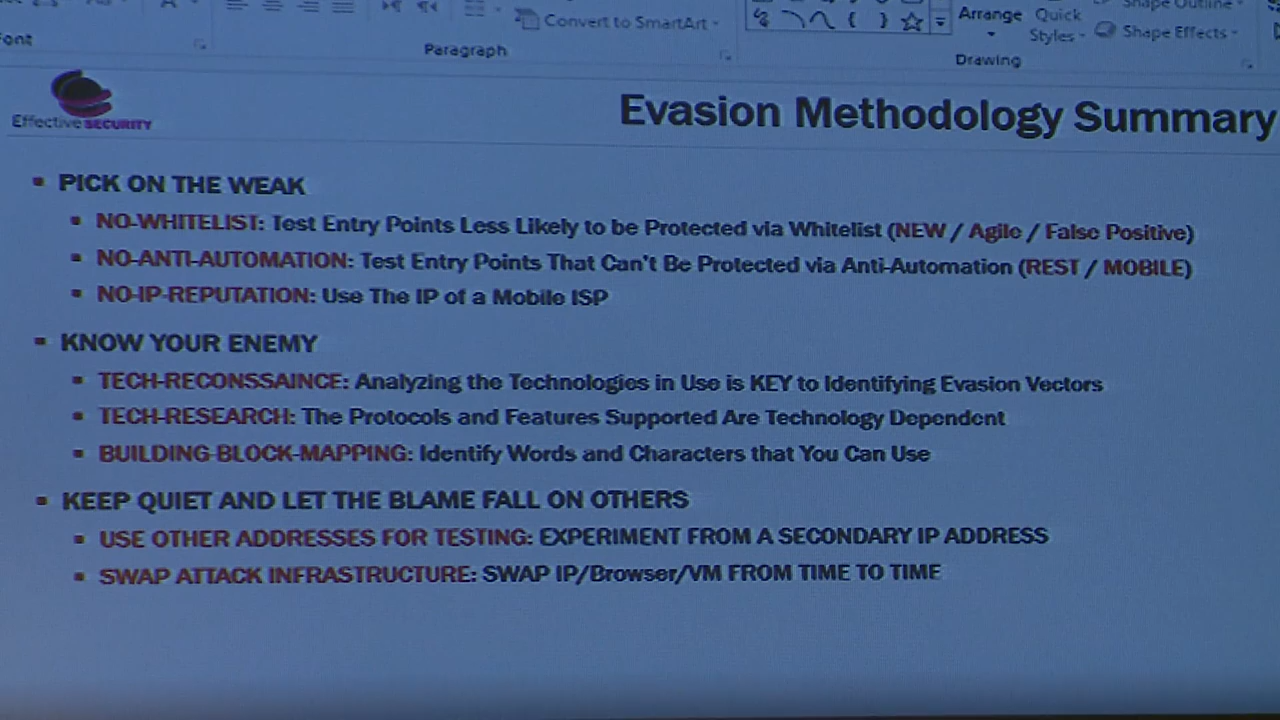 Font
Paragraph
Convert to SmartArt
Arrange
Quick
Styles
Shape Outline
Shape Effects
Drawing
Effective SECURITY
Evasion Methodology Summary
PICK ON THE WEAK
NO-WHITELIST: Test Entry Points Less Likely to be Protected via Whitelist (NEW / Agile / False Positive)
NO-ANTI-AUTOMATION: Test Entry Points That Can't Be Protected via Anti-Automation (REST / MOBILE)
NO-IP-REPUTATION: Use The IP of a Mobile ISP
KNOW YOUR ENEMY
TECH-RECONSSAINCE: Analyzing the Technologies in Use is KEY to Identifying Evasion Vectors
TECH-RESEARCH: The Protocols and Features Supported Are Technology Dependent
BUILDING-BLOCK-MAPPING: Identify Words and Characters that You Can Use
KEEP QUIET AND LET THE BLAME FALL ON OTHERS
USE OTHER ADDRESSES FOR TESTING: EXPERIMENT FROM A SECONDARY IP ADDRESS
SWAP ATTACK INFRASTRUCTURE: SWAP IP/Browser/VM FROM TIME TO TIME